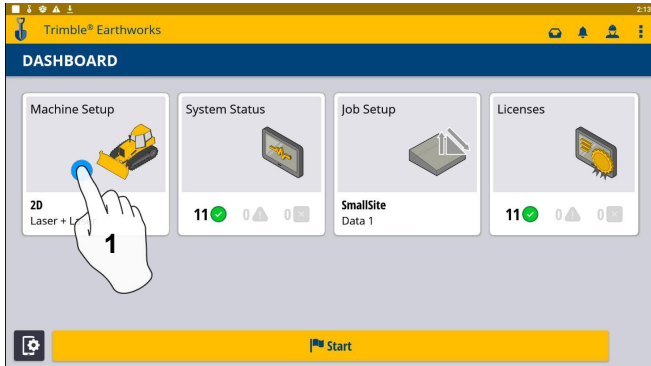 2:13
Trimble® Earthworks
DASHBOARD
Machine Setup
System Status
Job Setup
Licenses
2D
Laser +
11 0 0
SmallSite
Data 1
11 0 0
1
Start